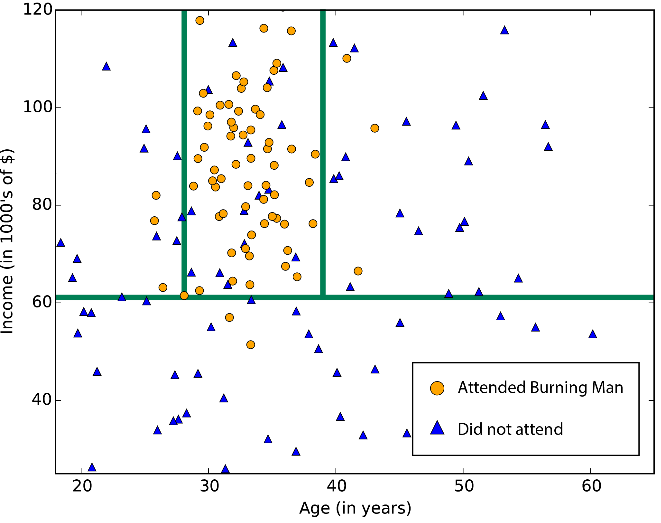 120
100
80
60
40
Income (in 1000's of $)
Attended Burning Man
Did not attend
20 30 40 50 60
Age (in years)